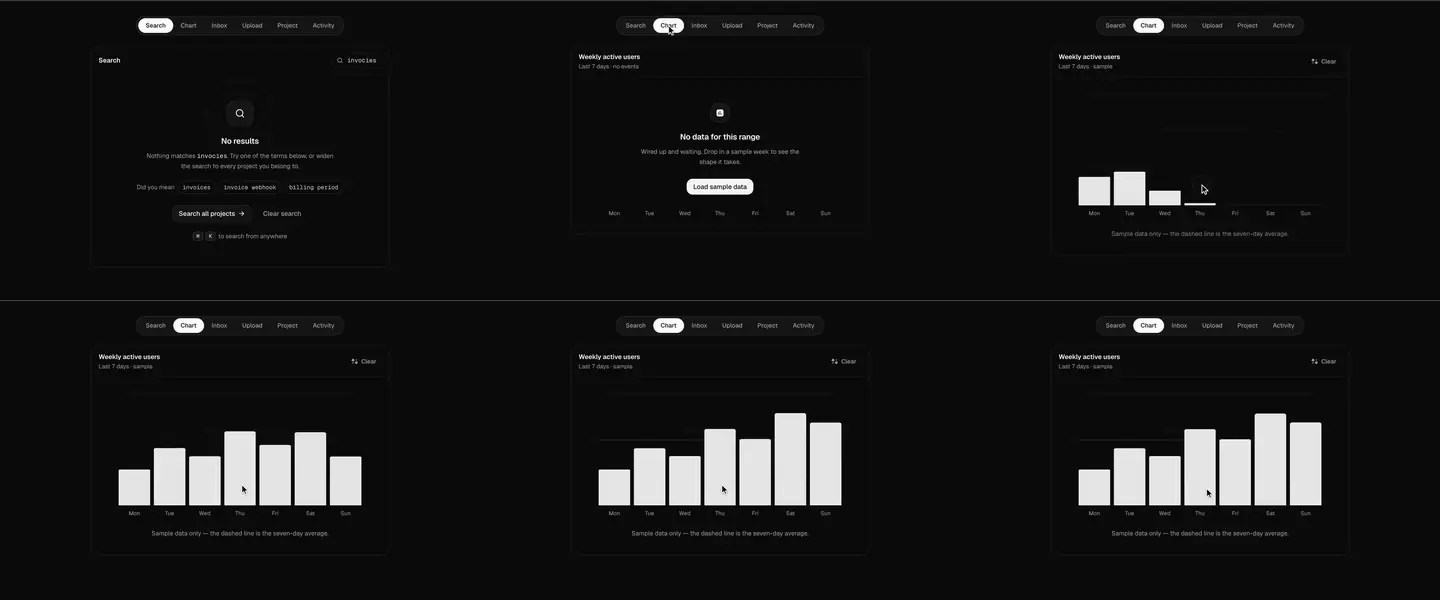 Search Chart Inbox Upload Project Activity
Search
invocies
No results
Nothing matches invocies. Try one of the terms below, or widen
the search to every project you belong to.
Did you mean invoices invoice webhook billing period
Search all projects → Clear search
⌘ K to search from anywhere
Search Chart Inbox Upload Project Activity
Weekly active users
Last 7 days · no events
No data for this range
Wired up and waiting. Drop in a sample week to see the
shape it takes.
Load sample data
Mon Tue Wed Thu Fri Sat Sun
Search Chart Inbox Upload Project Activity
Weekly active users
Last 7 days · sample
Clear
Mon Tue Wed Thu Fri Sat Sun
Sample data only — the dashed line is the seven-day average.
Search Chart Inbox Upload Project Activity
Weekly active users
Last 7 days · sample
Clear
Mon Tue Wed Thu Fri Sat Sun
Sample data only — the dashed line is the seven-day average.
Search Chart Inbox Upload Project Activity
Weekly active users
Last 7 days · sample
Clear
Mon Tue Wed Thu Fri Sat Sun
Sample data only — the dashed line is the seven-day average.
Search Chart Inbox Upload Project Activity
Weekly active users
Last 7 days · sample
Clear
Mon Tue Wed Thu Fri Sat Sun
Sample data only — the dashed line is the seven-day average.